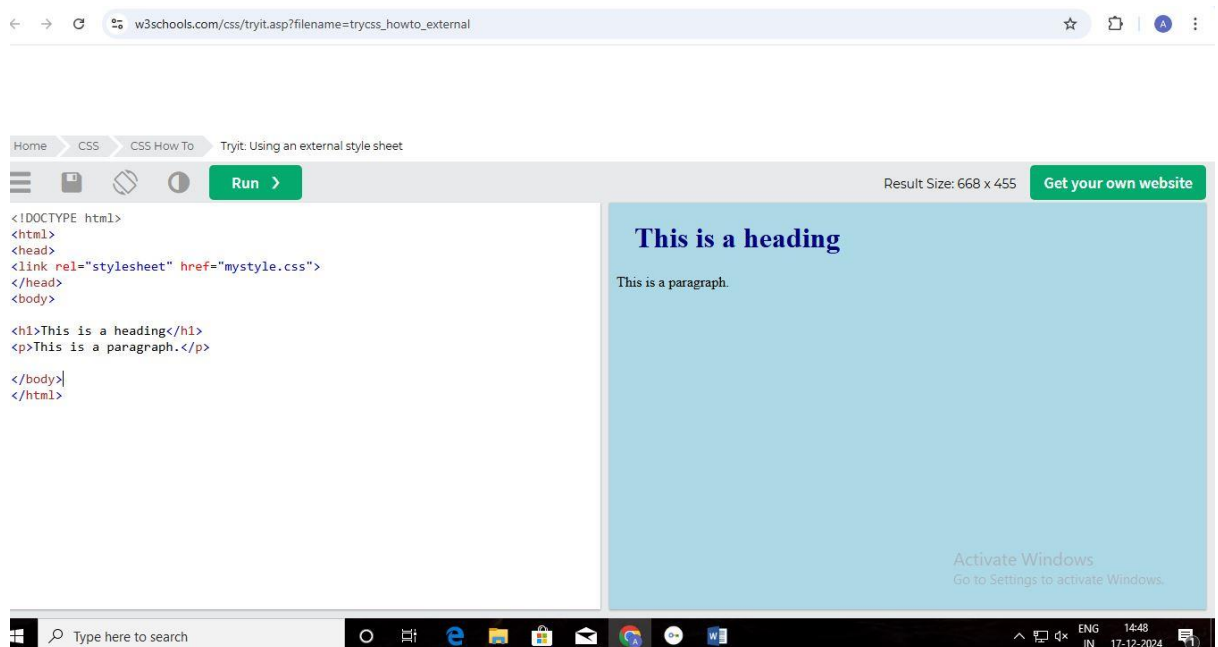 w3schools.com/css/tryit.asp?filename=trycss_howto_external
A
Home CSS CSS How To Tryit: Using an external style sheet
Run ❯
Result Size: 668 x 455
Get your own website
<!DOCTYPE html>
<html>
<head>
<link rel="stylesheet" href="mystyle.css">
</head>
<body>
<h1>This is a heading</h1>
<p>This is a paragraph.</p>
</body>
</html>
This is a heading
This is a paragraph.
Activate Windows
Go to Settings to activate Windows.
Type here to search
ENG
IN
14:48
17-12-2024